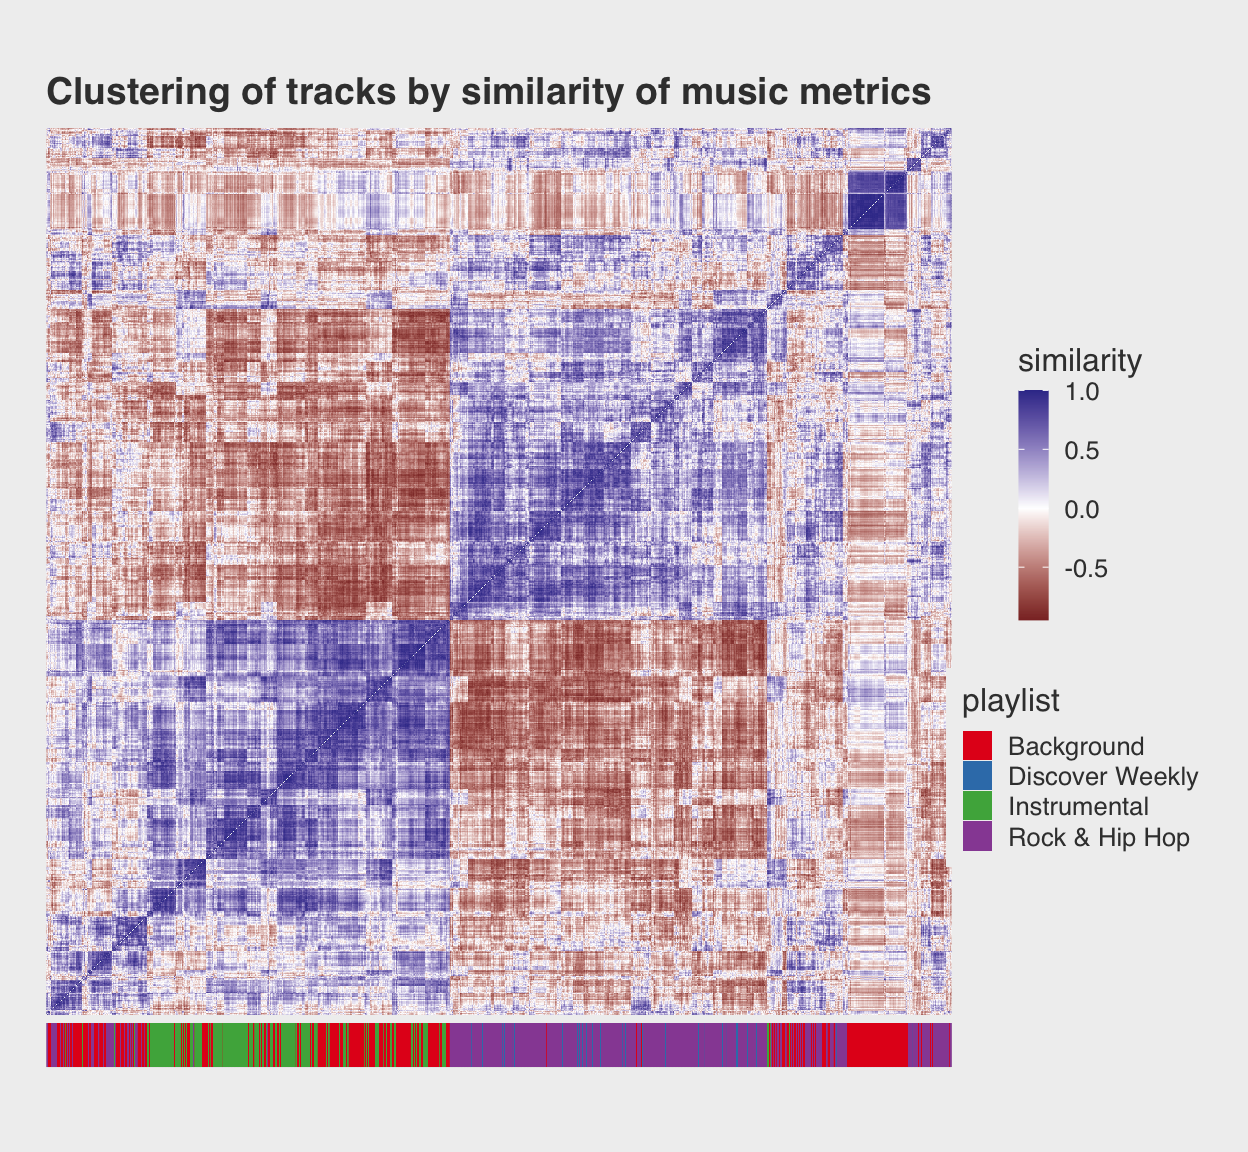 Clustering of tracks by similarity of music metrics
similarity
1.0
0.5
0.0
-0.5
playlist
Background
Discover Weekly
Instrumental
Rock & Hip Hop